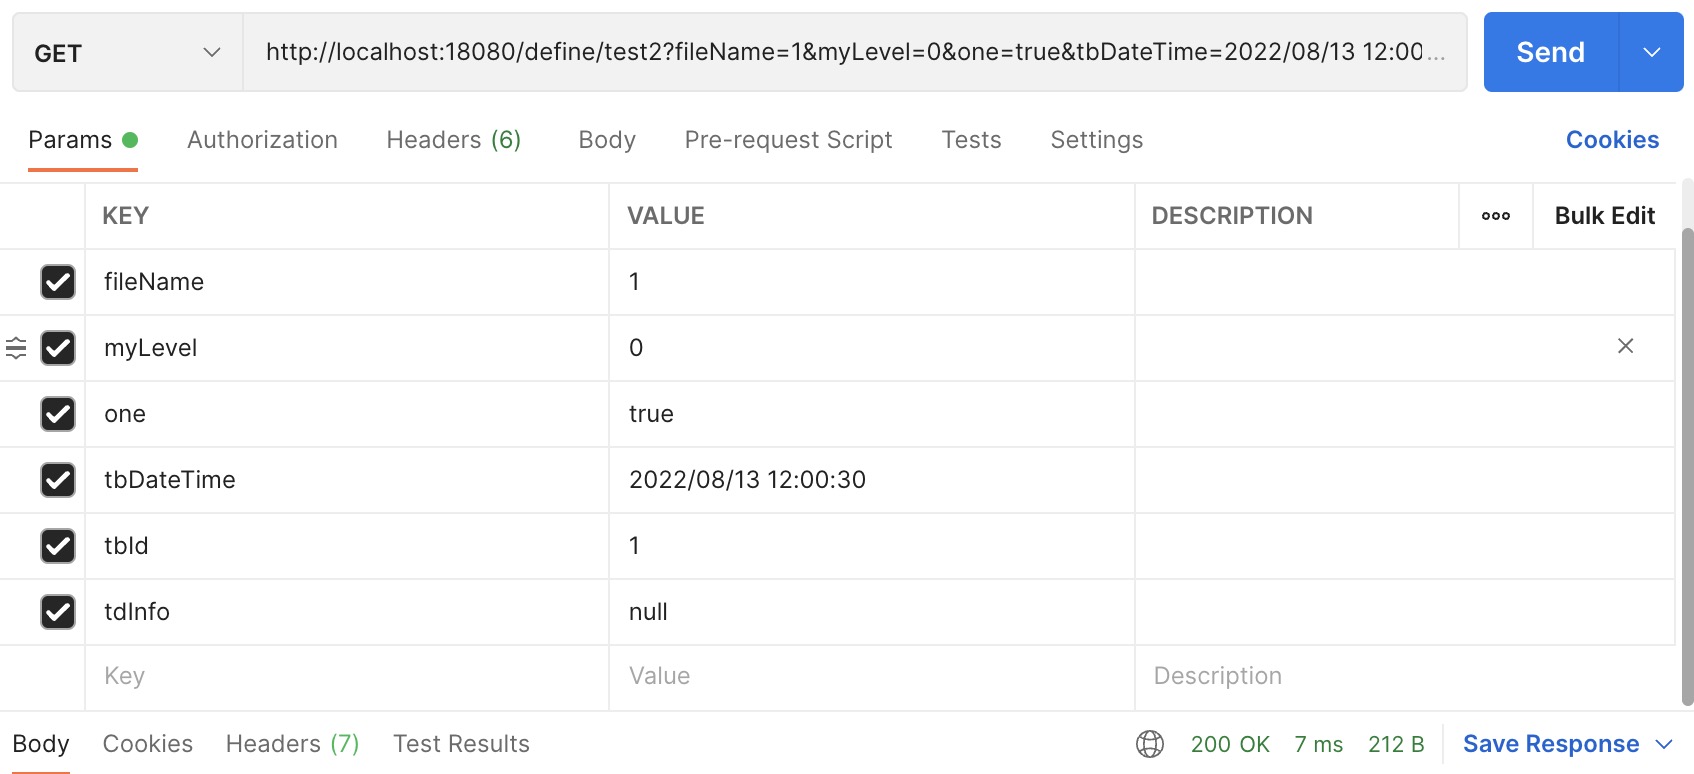 GET http://localhost:18080/define/test2?fileName=1&myLevel=0&one=true&tbDateTime=2022/08/13 12:00... Send
Params Authorization Headers (6) Body Pre-request Script Tests Settings Cookies
KEY VALUE DESCRIPTION ooo Bulk Edit
fileName 1
myLevel 0
one true
tbDateTime 2022/08/13 12:00:30
tbId 1
tdInfo null
Key Value Description
Body Cookies Headers (7) Test Results 200 OK 7 ms 212 B Save Response